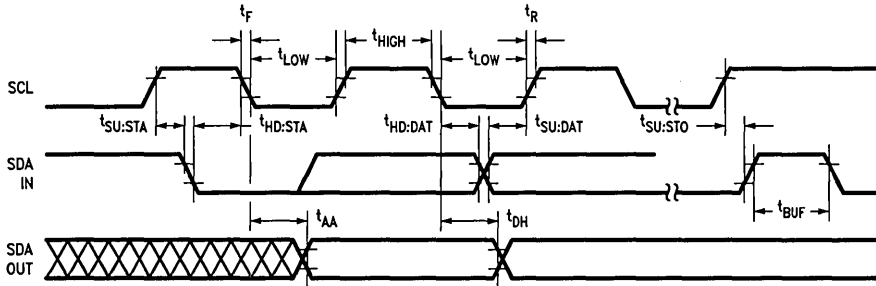 tF tR
tLOW tHIGH tLOW
SCL
tSU:STA tHD:STA tHD:DAT tSU:DAT tSU:STO
SDA
IN
tAA tDH tBUF
SDA
OUT